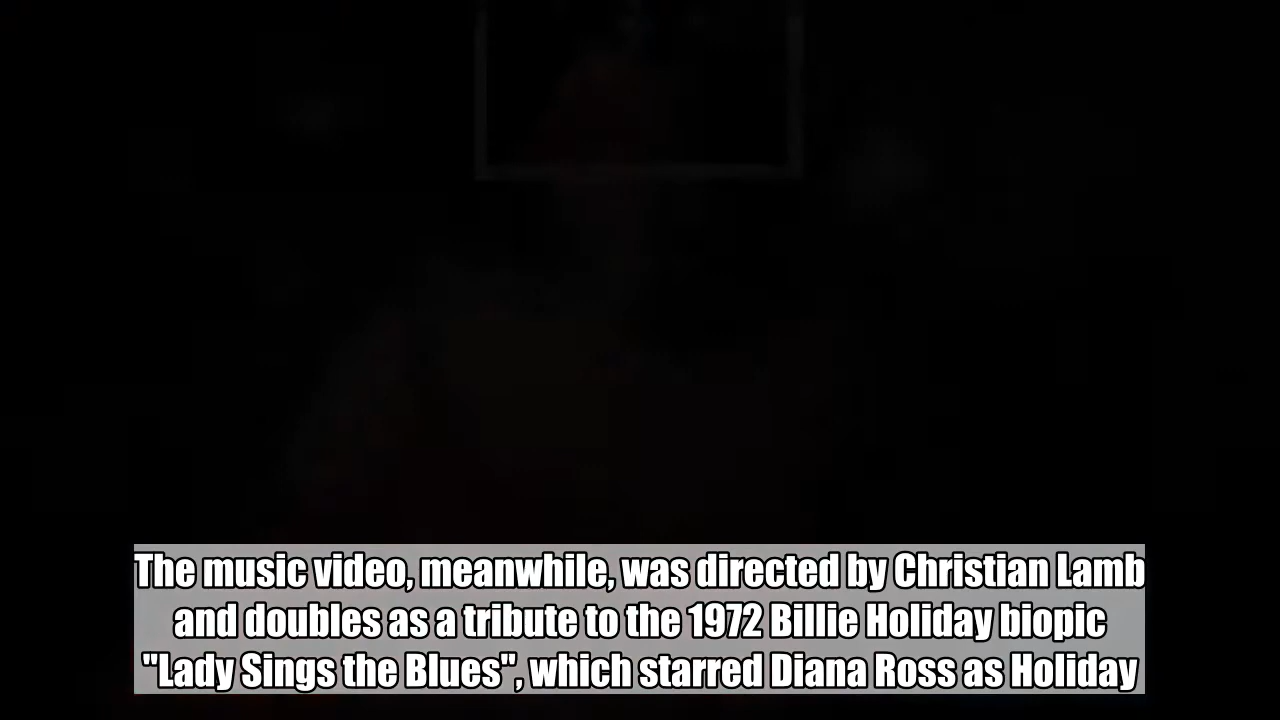 The music video, meanwhile, was directed by Christian Lamb
and doubles as a tribute to the 1972 Billie Holiday biopic
"Lady Sings the Blues", which starred Diana Ross as Holiday